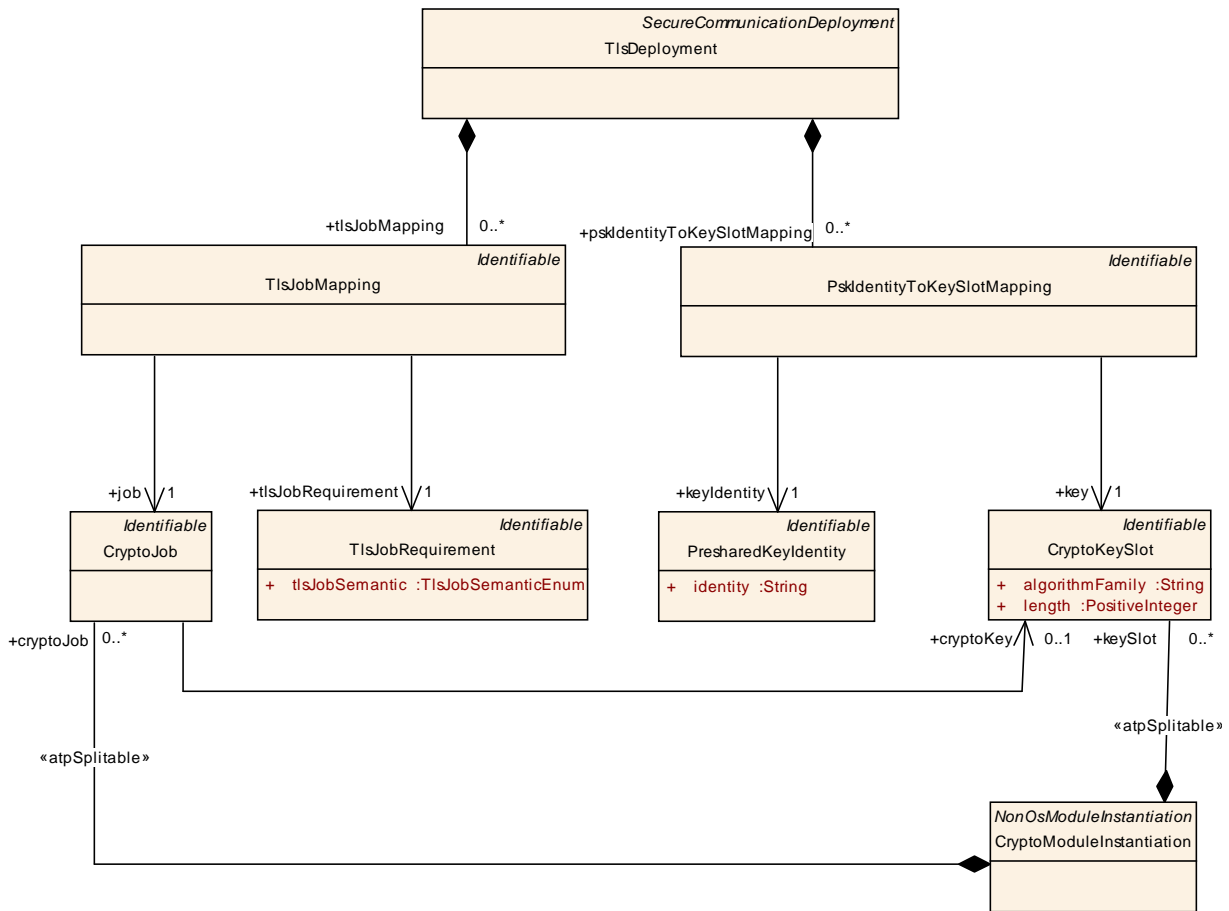 SecureCommunicationDeployment
TlsDeployment
+tlsJobMapping 0..*
+pskIdentityToKeySlotMapping 0..*
Identifiable
TlsJobMapping
Identifiable
PskIdentityToKeySlotMapping
+job 1
+tlsJobRequirement 1
+keyIdentity 1
+key 1
Identifiable
CryptoJob
Identifiable
TlsJobRequirement
+ tlsJobSemantic :TlsJobSemanticEnum
Identifiable
PresharedKeyIdentity
+ identity :String
Identifiable
CryptoKeySlot
+ algorithmFamily :String
+ length :PositiveInteger
+cryptoJob 0..*
+cryptoKey 0..1
+keySlot 0..*
«atpSplitable»
«atpSplitable»
NonOsModuleInstantiation
CryptoModuleInstantiation